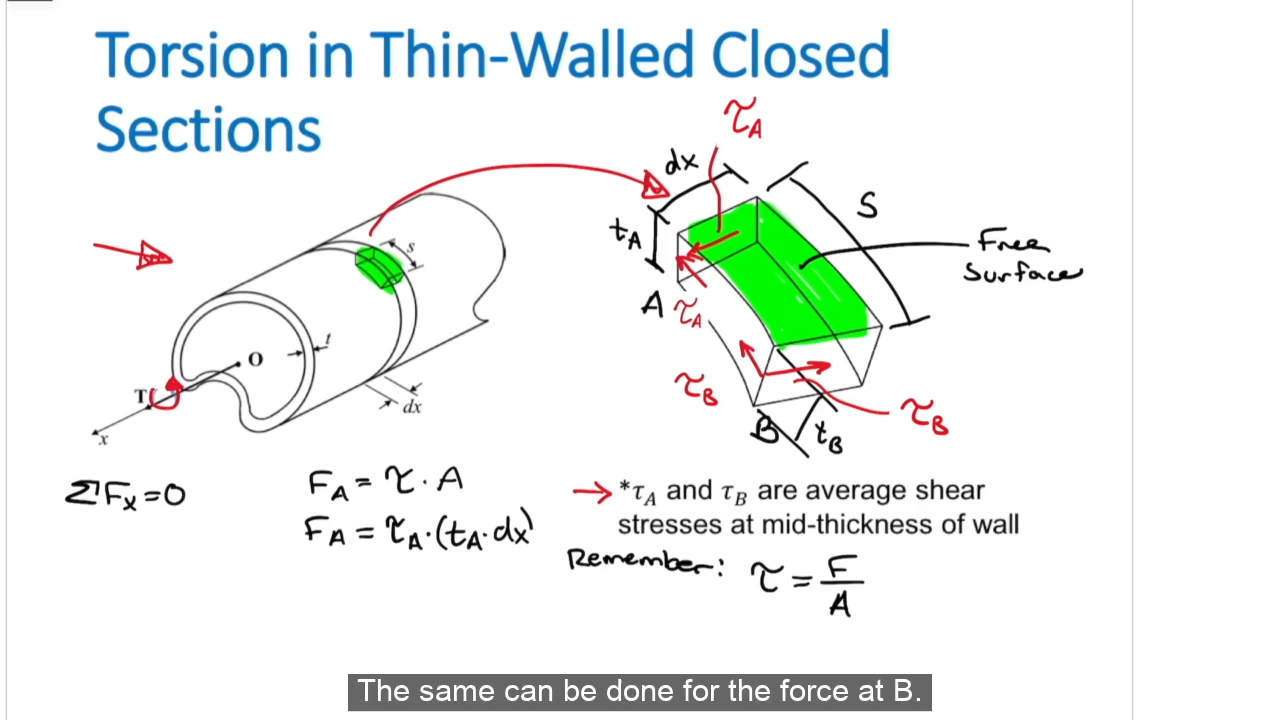 Torsion in Thin-Walled Closed
Sections
τA
dx
S
tA
Free
Surface
A
τA
s
t
O
T
dx
x
τB
τB
B
tB
ΣFx=0
FA = τ · A
FA = τA·(tA·dx)
→ *τA and τB are average shear
stresses at mid-thickness of wall
Remember: τ = F/A
The same can be done for the force at B.